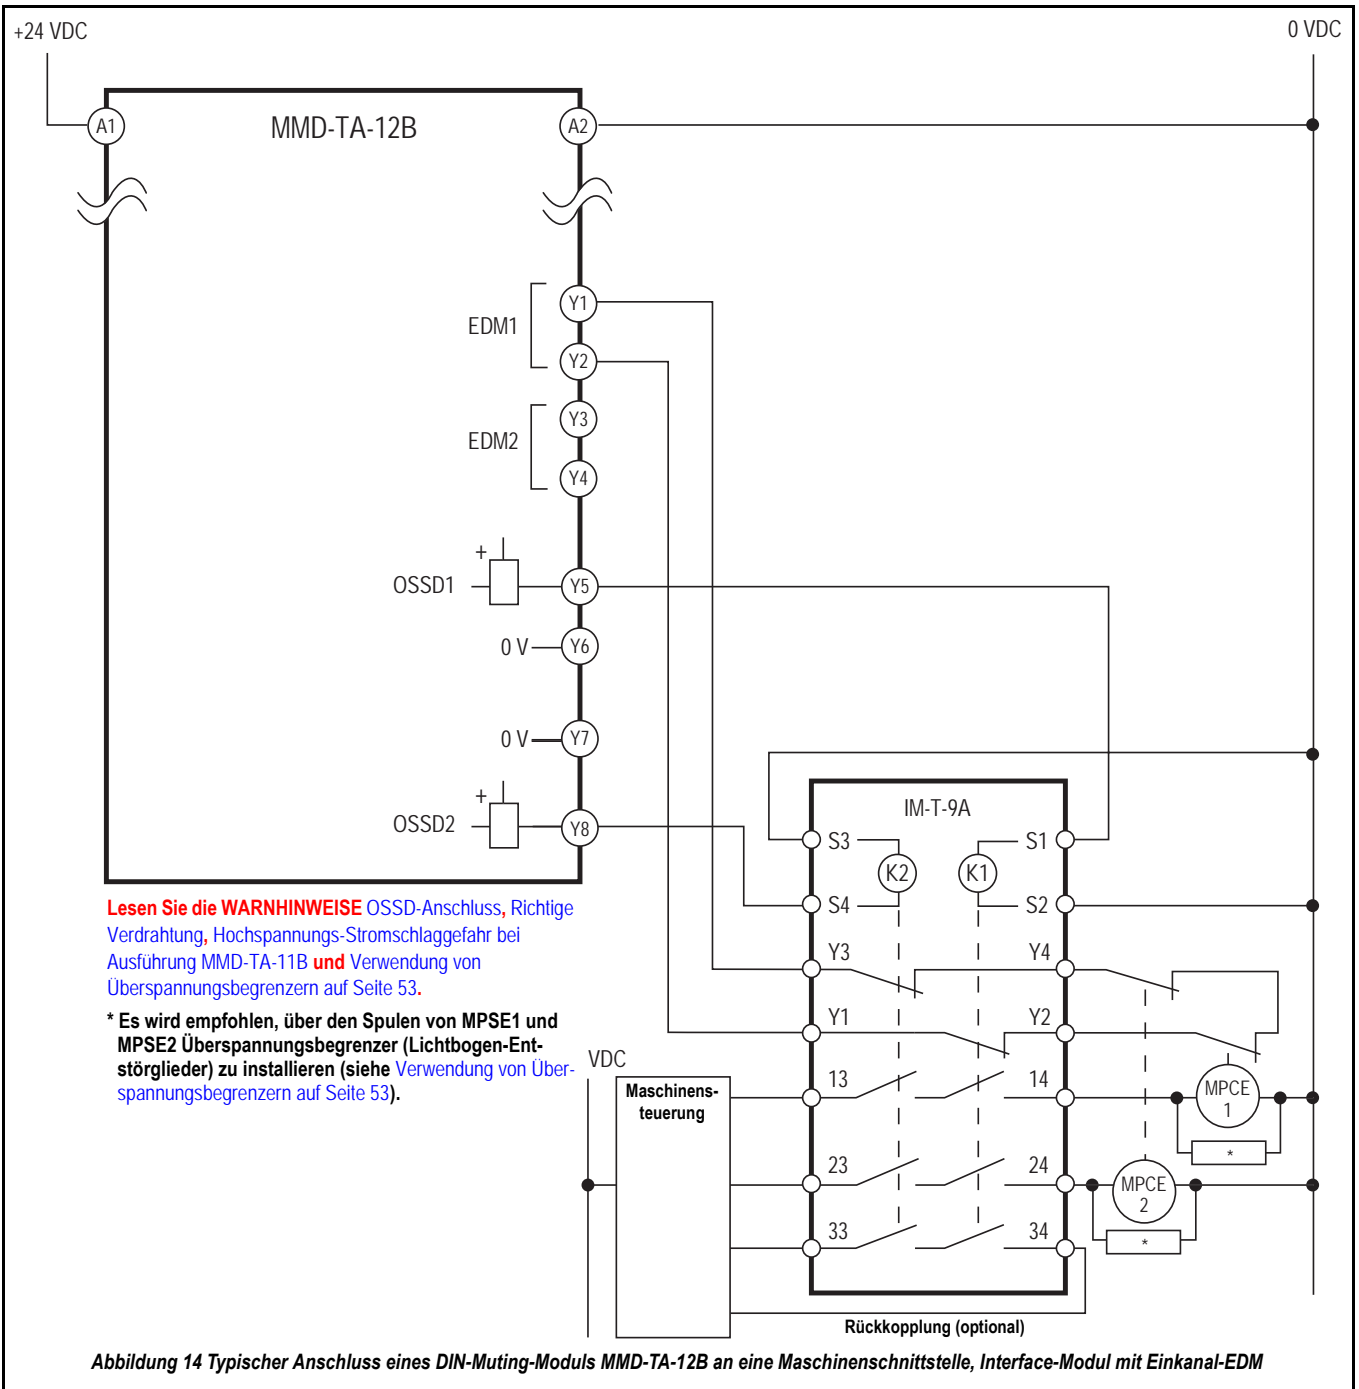 +24 VDC
0 VDC
A1
MMD-TA-12B
A2
Y1
EDM1
Y2
Y3
EDM2
Y4
+
OSSD1
Y5
0 V
Y6
0 V
Y7
+
OSSD2
Y8
IM-T-9A
S3
S1
K2
K1
S4
S2
Y3
Y4
Y1
Y2
13
14
23
24
33
34
Lesen Sie die WARNHINWEISE OSSD-Anschluss, Richtige
Verdrahtung, Hochspannungs-Stromschlaggefahr bei
Ausführung MMD-TA-11B und Verwendung von
Überspannungsbegrenzern auf Seite 53.
* Es wird empfohlen, über den Spulen von MPSE1 und
MPSE2 Überspannungsbegrenzer (Lichtbogen-Ent-
störglieder) zu installieren (siehe Verwendung von Über-
spannungsbegrenzern auf Seite 53).
VDC
Maschinens-
teuerung
MPCE
1
*
MPCE
2
*
Rückkopplung (optional)
Abbildung 14 Typischer Anschluss eines DIN-Muting-Moduls MMD-TA-12B an eine Maschinenschnittstelle, Interface-Modul mit Einkanal-EDM